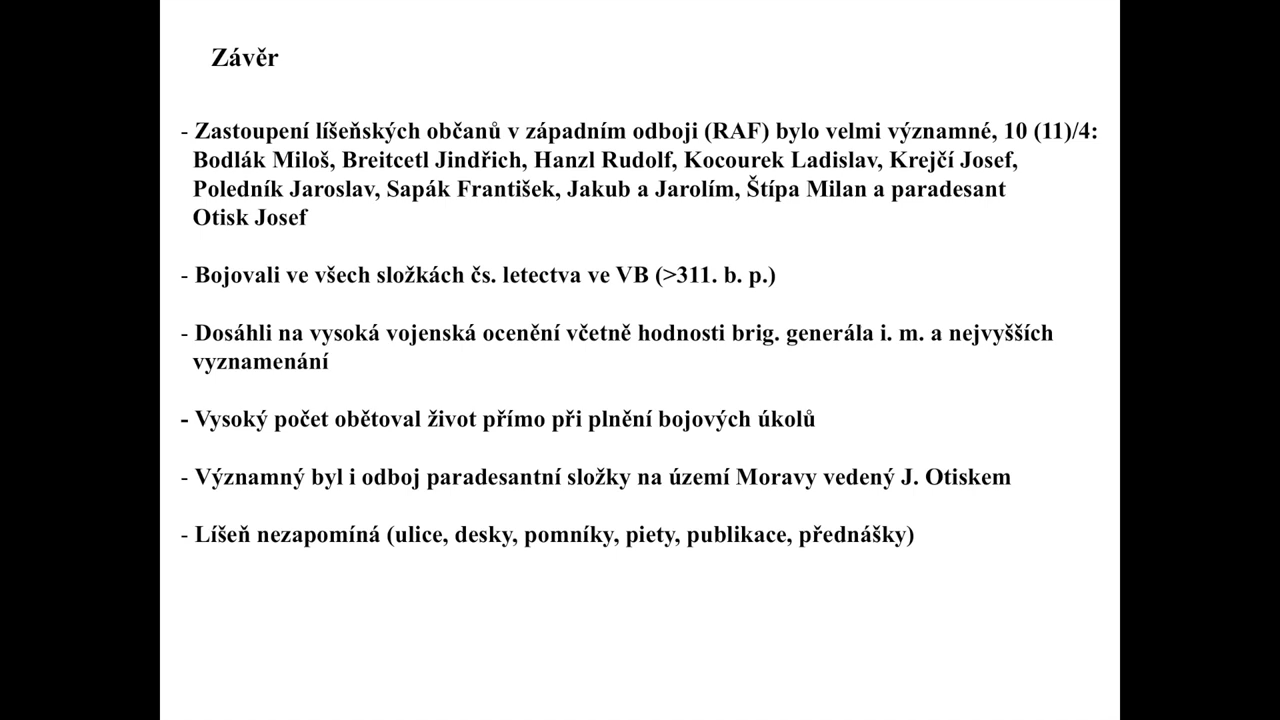 Závěr
- Zastoupení líšeňských občanů v západním odboji (RAF) bylo velmi významné, 10 (11)/4:
Bodlák Miloš, Breitcetl Jindřich, Hanzl Rudolf, Kocourek Ladislav, Krejčí Josef,
Poledník Jaroslav, Sapák František, Jakub a Jarolím, Štípa Milan a paradesant
Otisk Josef
- Bojovali ve všech složkách čs. letectva ve VB (>311. b. p.)
- Dosáhli na vysoká vojenská ocenění včetně hodnosti brig. generála i. m. a nejvyšších
vyznamenání
- Vysoký počet obětoval život přímo při plnění bojových úkolů
- Významný byl i odboj paradesantní složky na území Moravy vedený J. Otiskem
- Líšeň nezapomíná (ulice, desky, pomníky, piety, publikace, přednášky)